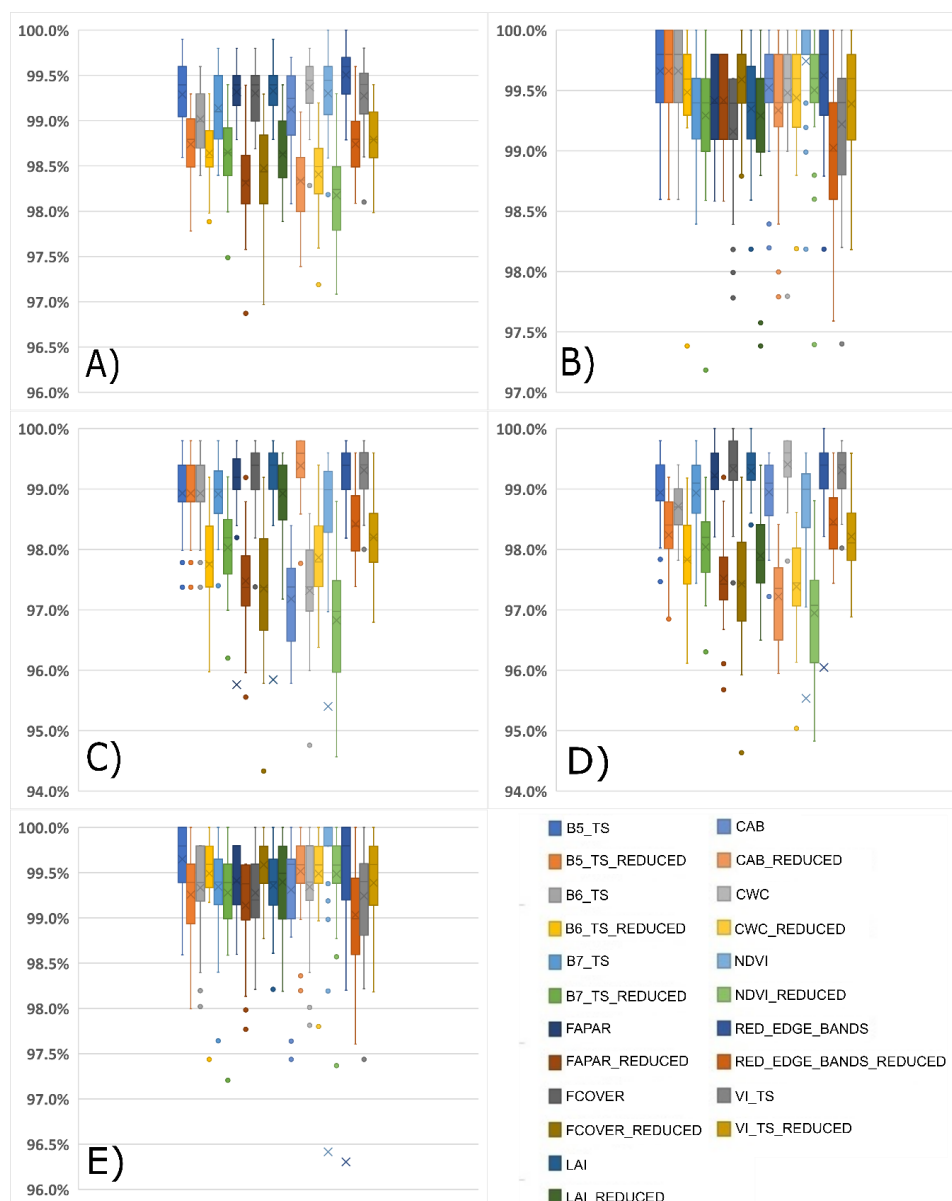 100.0%
99.5%
99.0%
98.5%
98.0%
97.5%
97.0%
96.5%
96.0%
A)
100.0%
99.5%
99.0%
98.5%
98.0%
97.5%
97.0%
B)
100.0%
99.0%
98.0%
97.0%
96.0%
95.0%
94.0%
C)
100.0%
99.0%
98.0%
97.0%
96.0%
95.0%
94.0%
D)
100.0%
99.5%
99.0%
98.5%
98.0%
97.5%
97.0%
96.5%
96.0%
E)
B5_TS
B5_TS_REDUCED
B6_TS
B6_TS_REDUCED
B7_TS
B7_TS_REDUCED
FAPAR
FAPAR_REDUCED
FCOVER
FCOVER_REDUCED
LAI
LAI_REDUCED
CAB
CAB_REDUCED
CWC
CWC_REDUCED
NDVI
NDVI_REDUCED
RED_EDGE_BANDS
RED_EDGE_BANDS_REDUCED
VI_TS
VI_TS_REDUCED